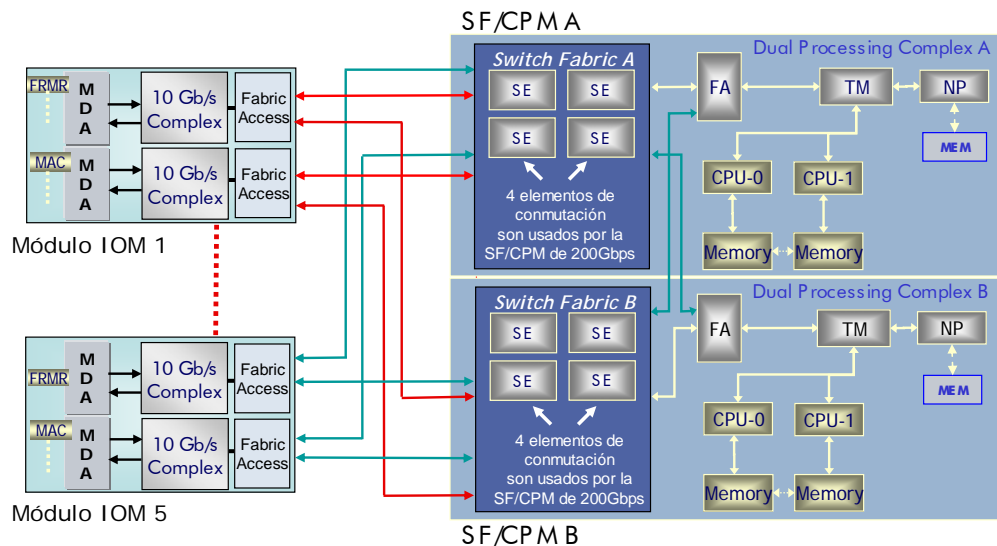 SF/CPM A
Switch Fabric A
SE
SE
SE
SE
4 elementos de
conmutación
son usados por la
SF/CPM de 200Gbps
Dual Processing Complex A
FA
TM
NP
MEM
CPU-0
CPU-1
Memory
Memory
FRMR
M
D
A
10 Gb/s
Complex
Fabric
Access
MAC
M
D
A
10 Gb/s
Complex
Fabric
Access
Módulo IOM 1
Switch Fabric B
SE
SE
SE
SE
4 elementos de
conmutación
son usados por la
SF/CPM de 200Gbps
Dual Processing Complex B
FA
TM
NP
MEM
CPU-0
CPU-1
Memory
Memory
FRMR
M
D
A
10 Gb/s
Complex
Fabric
Access
MAC
M
D
A
10 Gb/s
Complex
Fabric
Access
Módulo IOM 5
SF/CPM B